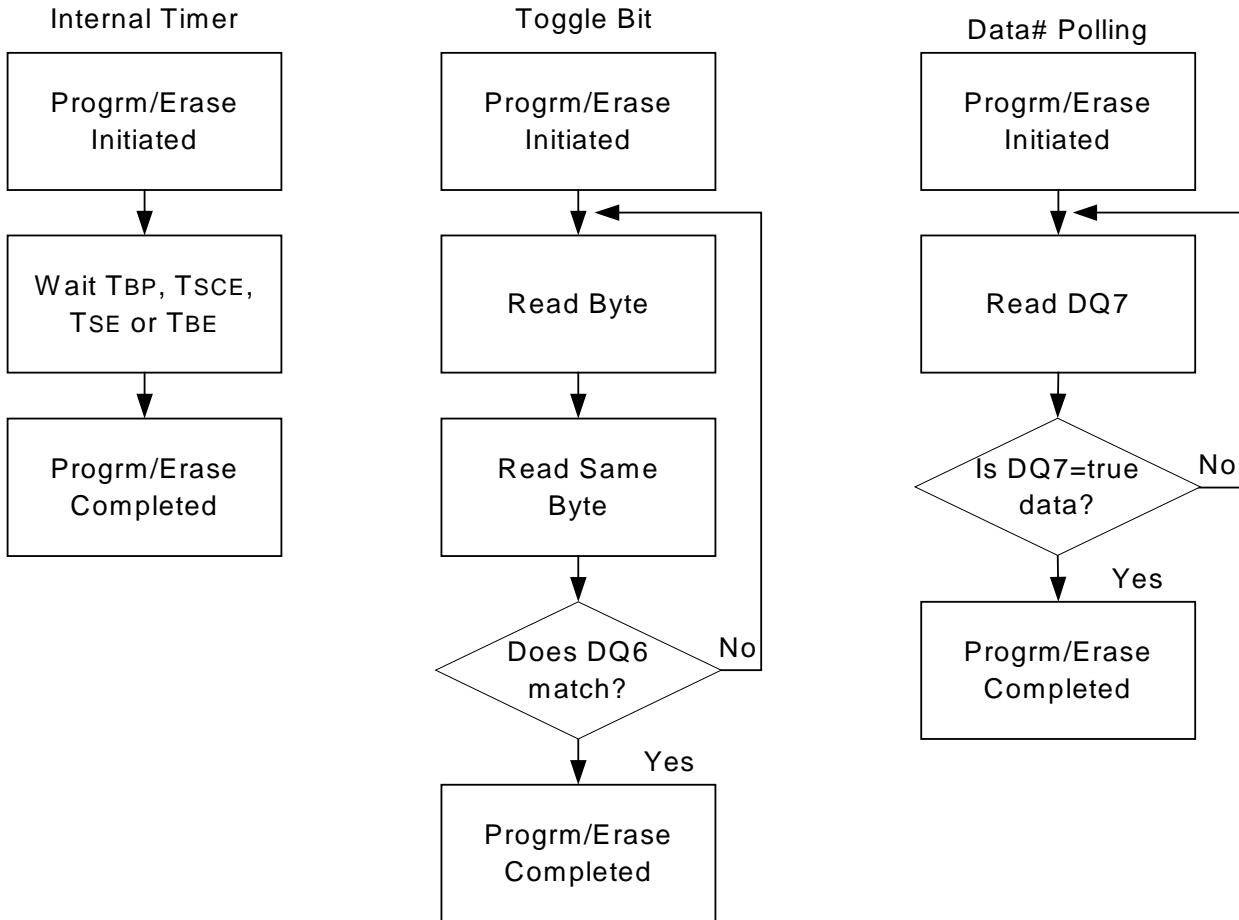 Internal Timer
Progrm/Erase
Initiated
Wait TBP, TSCE,
TSE or TBE
Progrm/Erase
Completed
Toggle Bit
Progrm/Erase
Initiated
Read Byte
Read Same
Byte
Does DQ6
match?
No
Yes
Progrm/Erase
Completed
Data# Polling
Progrm/Erase
Initiated
Read DQ7
Is DQ7=true
data?
No
Yes
Progrm/Erase
Completed